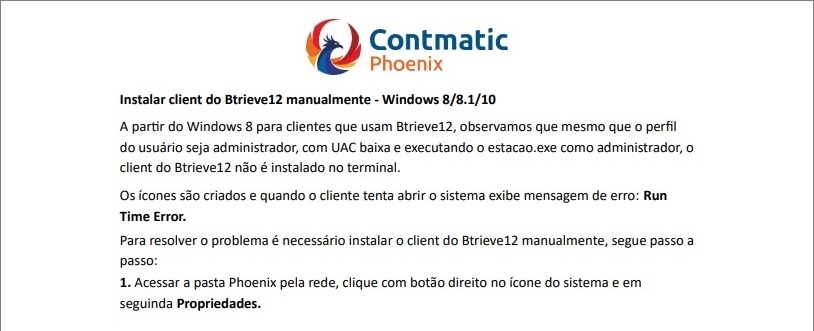 Contmatic
Phoenix
Instalar client do Btrieve12 manualmente - Windows 8/8.1/10
A partir do Windows 8 para clientes que usam Btrieve12, observamos que mesmo que o perfil
do usuário seja administrador, com UAC baixa e executando o estacao.exe como administrador, o
client do Btrieve12 não é instalado no terminal.
Os ícones são criados e quando o cliente tenta abrir o sistema exibe mensagem de erro: Run
Time Error.
Para resolver o problema é necessário instalar o client do Btrieve12 manualmente, segue passo a
passo:
1. Acessar a pasta Phoenix pela rede, clique com botão direito no ícone do sistema e em
seguinda Propriedades.